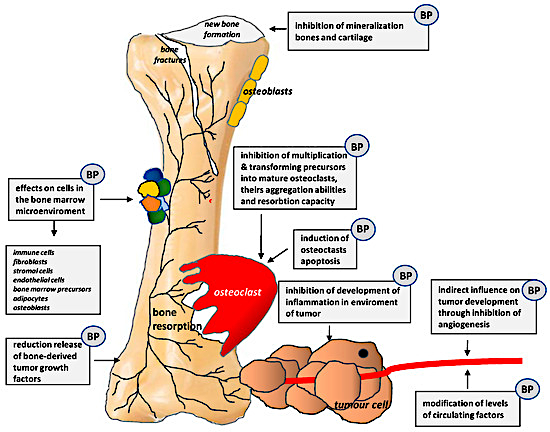 BP
inhibition of mineralization
bones and cartilage
new bone
formation
bone
fractures
osteoblasts
BP
inhibition of multiplication
& transforming precursors
into mature osteoclasts,
theirs aggregation abilities
and resorbtion capacity
BP
effects on cells in
the bone marrow
microenviroment
immune cells
fibroblasts
stromal cells
endothelial cells
bone marrow precursors
adipocytes
osteoblasts
BP
induction of
osteoctasts
apoptosis
osteoclast
BP
inhibition of development of
inflammation in enviroment
of tumor
BP
indirect influence on
tumor development
through inhibition of
angiogenesis
bone
resorption
BP
reduction release
of bone-derived
tumor growth
factors
tumour cell
BP
modification of levels
of circulating factors